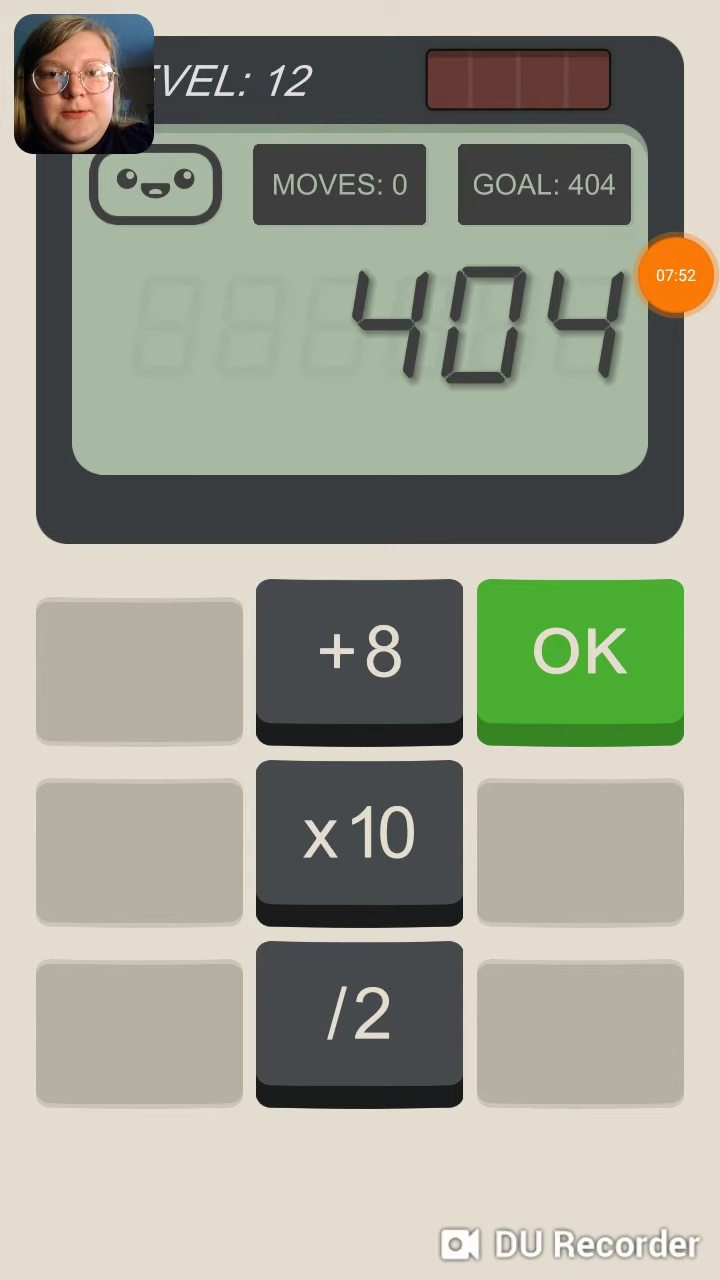 EVEL: 12
MOVES: 0
GOAL: 404
404
07:52
+8
OK
x10
/2
DU Recorder